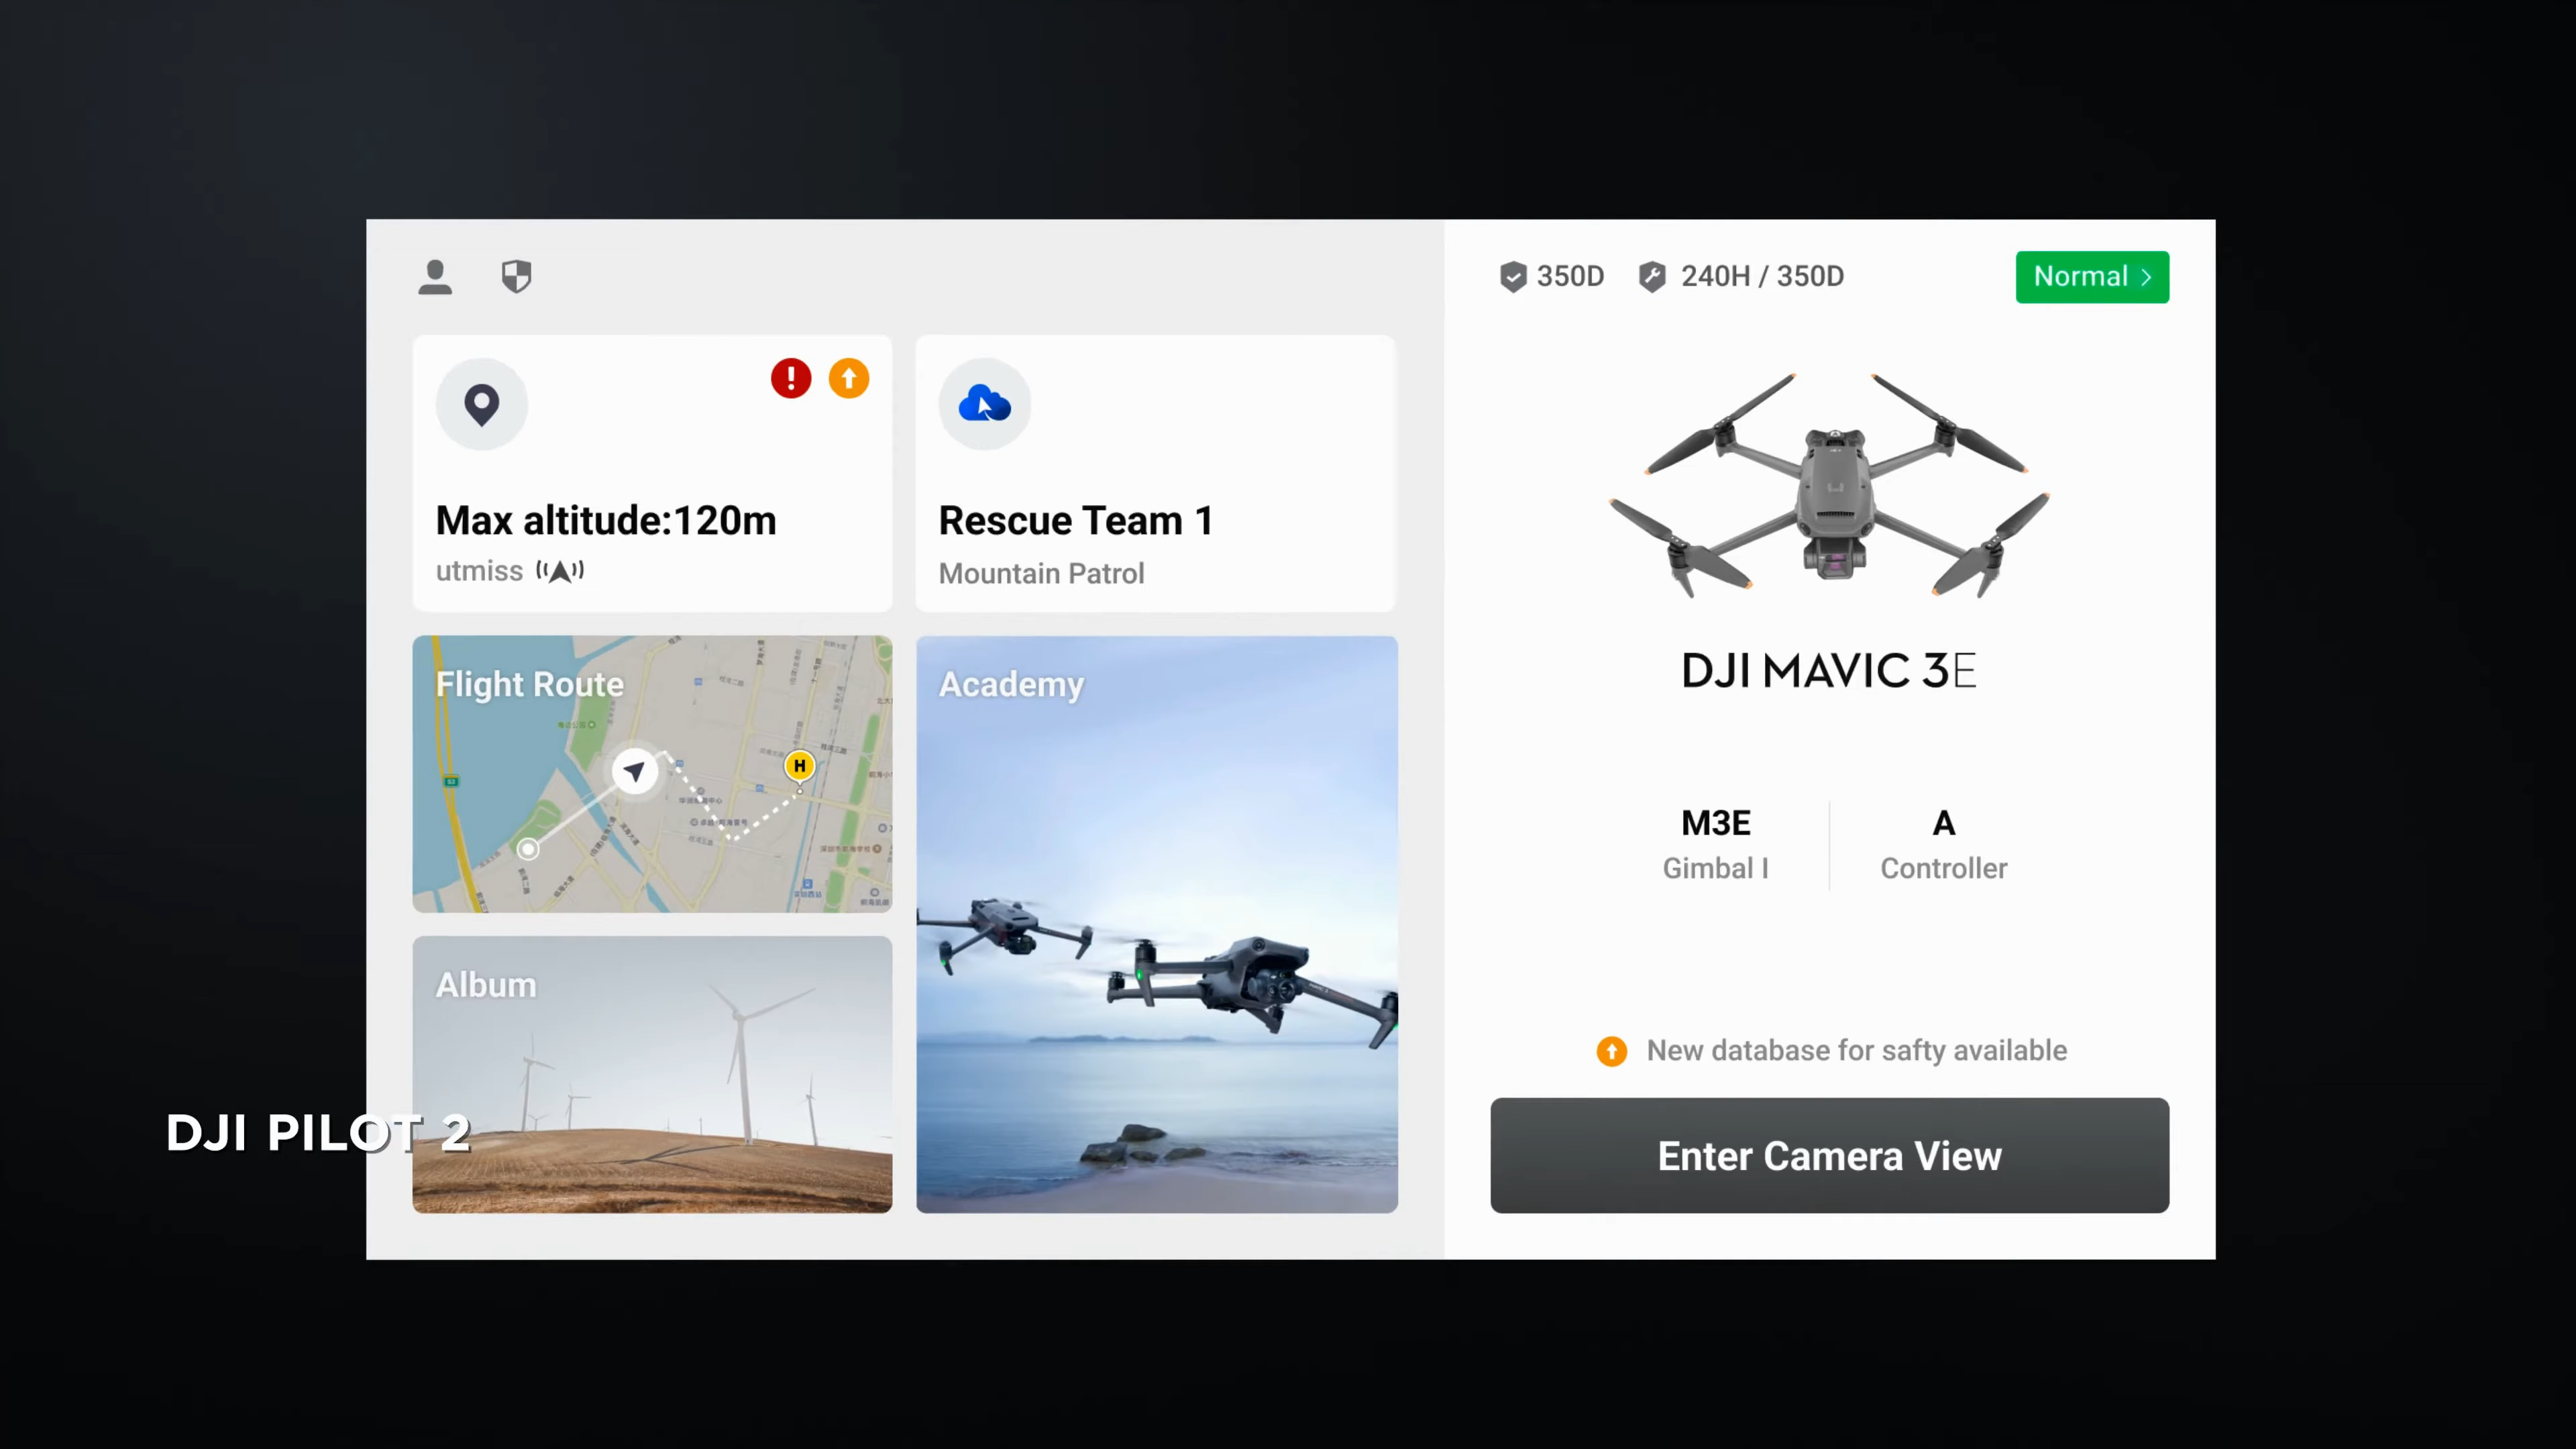 350D
240H / 350D
Normal
Max altitude:120m
utmiss
Rescue Team 1
Mountain Patrol
Flight Route
H
Academy
Album
DJI MAVIC 3E
M3E
Gimbal I
A
Controller
New database for safty available
Enter Camera View
DJI PILOT 2